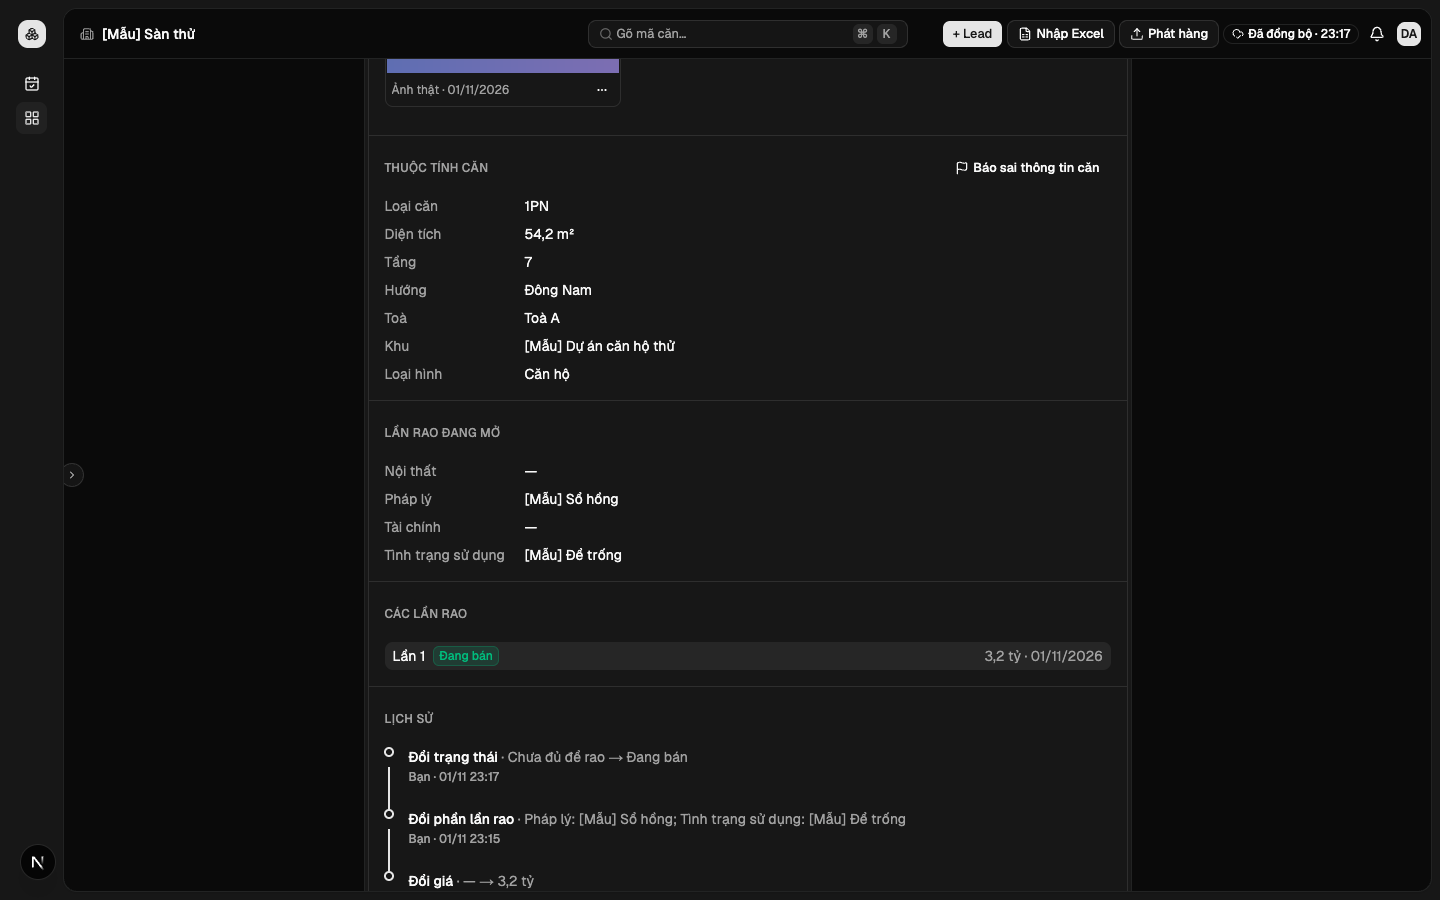 [Mẫu] Sàn thử
Gõ mã căn… ⌘ K
+ Lead
Nhập Excel
Phát hàng
Đã đồng bộ · 23:17
DA
Ảnh thật · 01/11/2026
THUỘC TÍNH CĂN
Báo sai thông tin căn
Loại căn 1PN
Diện tích 54,2 m²
Tầng 7
Hướng Đông Nam
Toà Toà A
Khu [Mẫu] Dự án căn hộ thử
Loại hình Căn hộ
LẦN RAO ĐANG MỞ
Nội thất —
Pháp lý [Mẫu] Sổ hồng
Tài chính —
Tình trạng sử dụng [Mẫu] Để trống
CÁC LẦN RAO
Lần 1 Đang bán 3,2 tỷ · 01/11/2026
LỊCH SỬ
Đổi trạng thái · Chưa đủ để rao → Đang bán
Bạn · 01/11 23:17
Đổi phần lần rao · Pháp lý: [Mẫu] Sổ hồng; Tình trạng sử dụng: [Mẫu] Để trống
Bạn · 01/11 23:15
Đổi giá · — → 3,2 tỷ
N